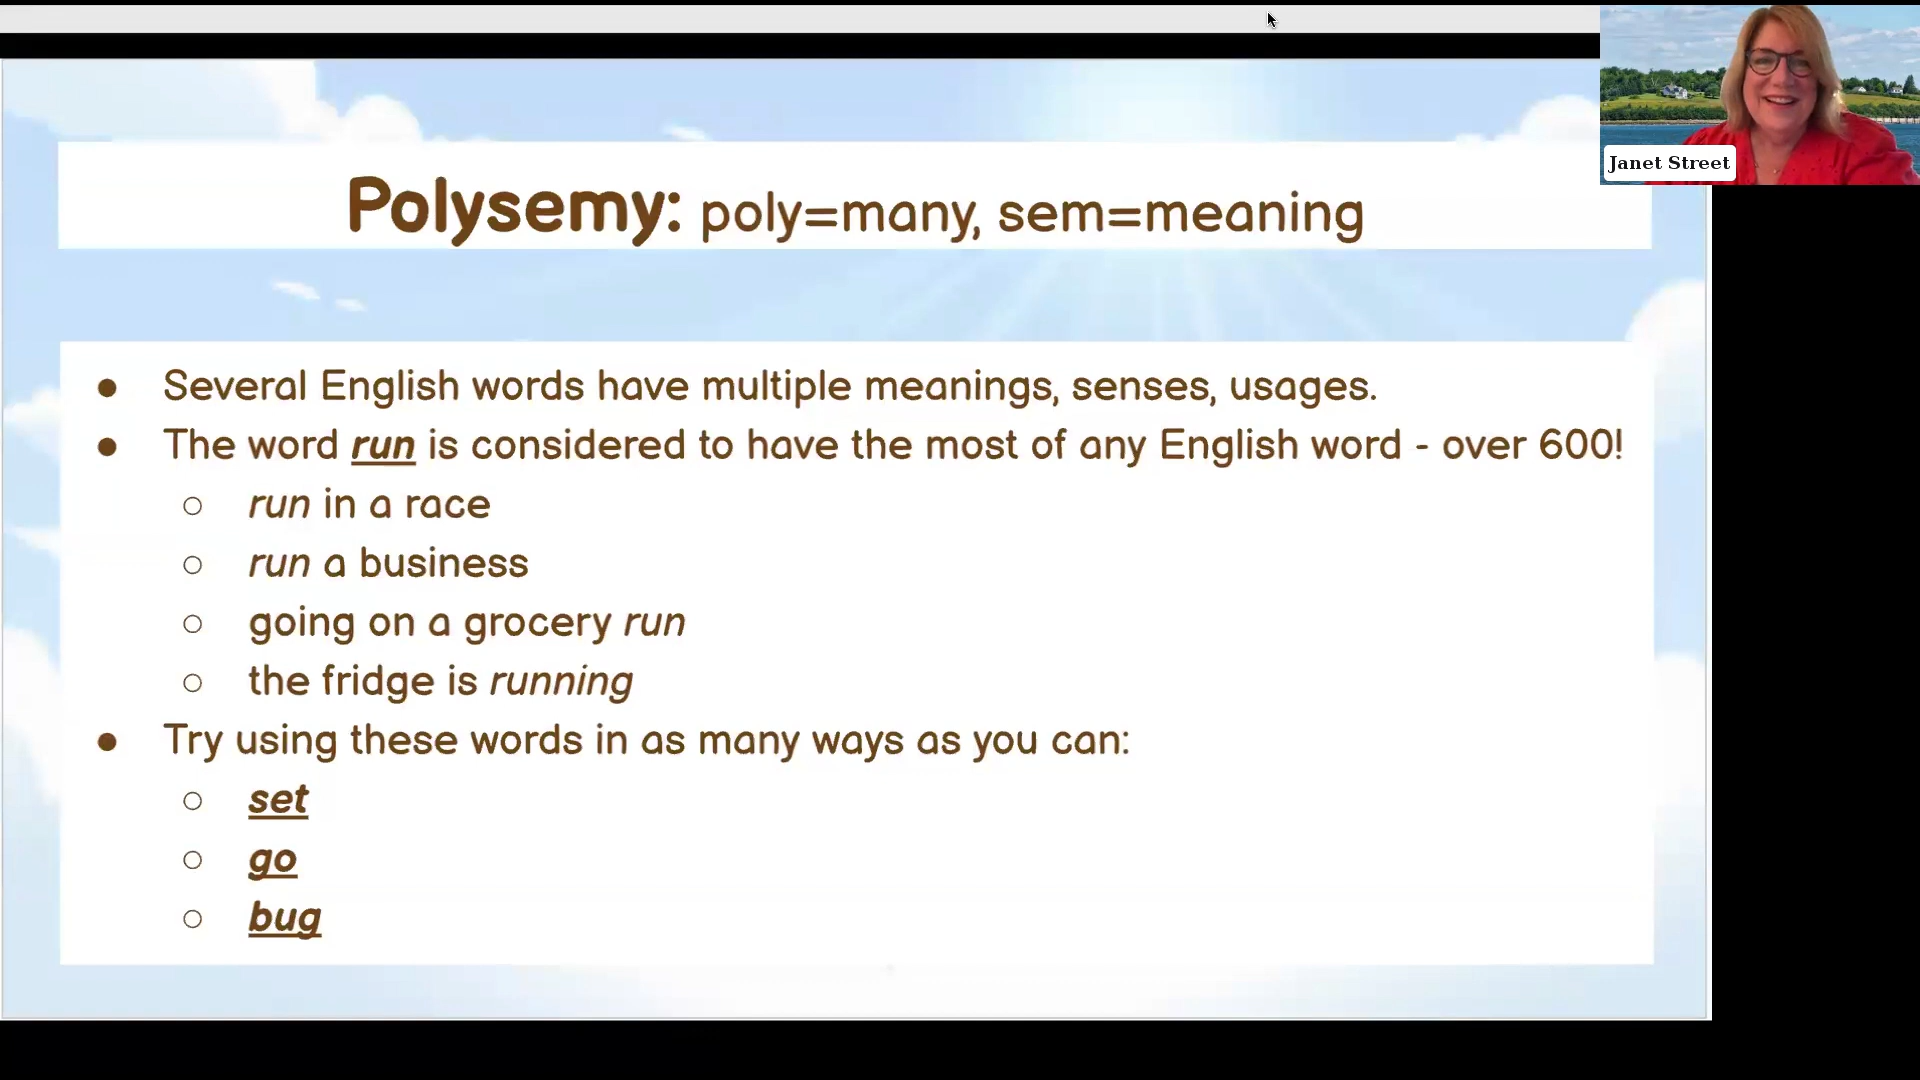 Janet Street
Polysemy: poly=many, sem=meaning
● Several English words have multiple meanings, senses, usages.
● The word run is considered to have the most of any English word - over 600!
○ run in a race
○ run a business
○ going on a grocery run
○ the fridge is running
● Try using these words in as many ways as you can:
○ set
○ go
○ bug